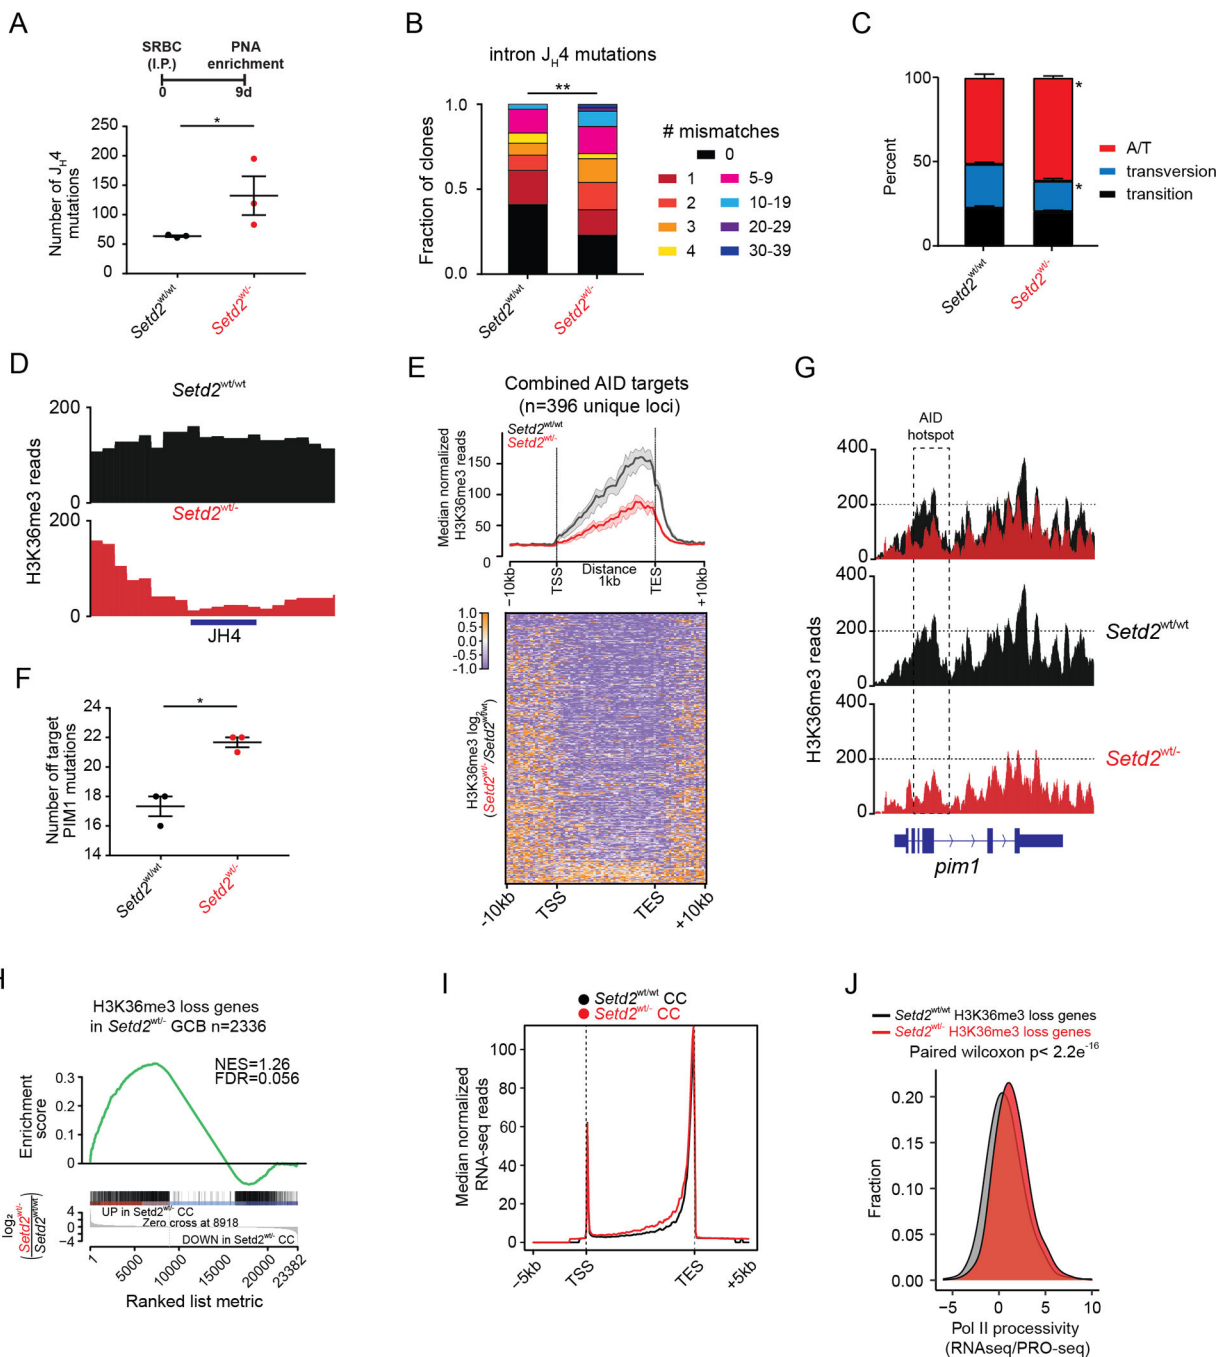 A
SRBC
(I.P.)
PNA
enrichment
0
9d
*
250
200
150
100
50
0
Number of JH4
mutations
Setd2wt/wt
Setd2wt/-
B
intron JH4 mutations
**
1.0
0.5
0.0
Fraction of clones
Setd2wt/wt
Setd2wt/-
# mismatches
0
1
2
3
4
5-9
10-19
20-29
30-39
C
100
50
0
Percent
*
*
A/T
transversion
transition
Setd2wt/wt
Setd2wt/-
D
Setd2wt/wt
200
0
Setd2wt/-
200
0
H3K36me3 reads
JH4
E
Combined AID targets
(n=396 unique loci)
Setd2wt/wt
Setd2wt/-
Median normalized
H3K36me3 reads
150
100
50
0
-10kb
TSS
Distance
1kb
TES
+10kb
1.0
0.5
0.0
-0.5
-1.0
H3K36me3 log2
(Setd2wt/-/Setd2wt/wt)
-10kb
TSS
TES
+10kb
F
*
24
22
20
18
16
14
Number off target
PIM1 mutations
Setd2wt/wt
Setd2wt/-
G
AID
hotspot
400
200
0
400
200
0
Setd2wt/wt
400
200
0
Setd2wt/-
H3K36me3 reads
pim1
H
H3K36me3 loss genes
in Setd2wt/- GCB n=2336
NES=1.26
FDR=0.056
0.3
0.1
0
Enrichment
score
UP in Setd2wt/- CC
Zero cross at 8918
DOWN in Setd2wt/- CC
4
0
−4
log2
(Setd2wt/-
Setd2wt/wt)
1
5000
10000
15000
20000
23382
Ranked list metric
I
Setd2wt/wt CC
Setd2wt/- CC
100
80
60
40
20
0
Median normalized
RNA-seq reads
−5kb
TSS
TES
+5kb
J
Setd2wt/wt H3K36me3 loss genes
Setd2wt/- H3K36me3 loss genes
Paired wilcoxon p< 2.2e-16
0.20
0.15
0.10
0.05
0.00
Fraction
−5
0
5
10
Pol II processivity
(RNAseq/PRO-seq)